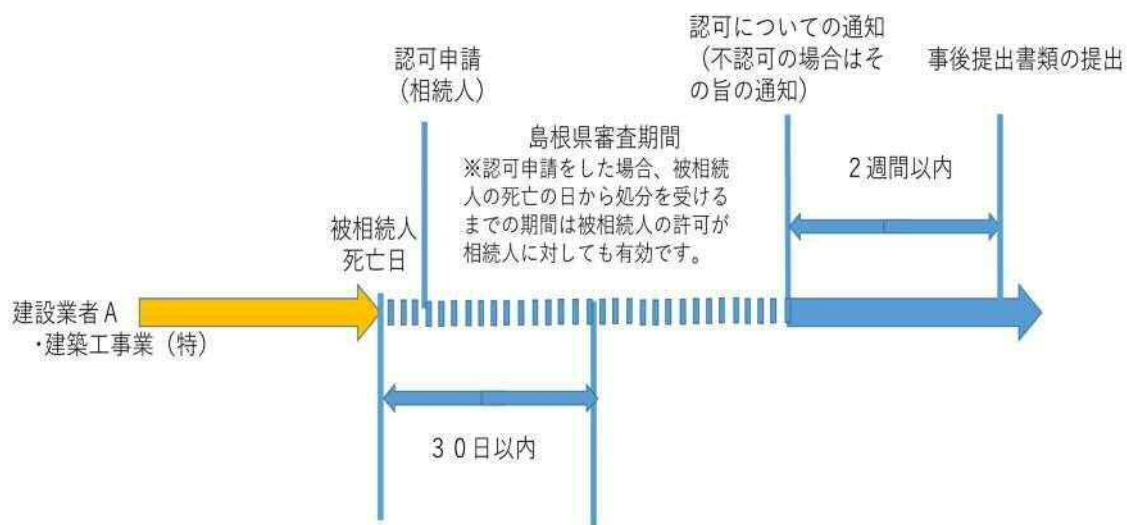 認可申請
（相続人）
認可についての通知
（不認可の場合はそ
の旨の通知）
事後提出書類の提出
島根県審査期間
※認可申請をした場合、被相続
人の死亡の日から処分を受ける
までの期間は被相続人の許可が
相続人に対しても有効です。
２週間以内
被相続人
死亡日
建設業者Ａ
・建築工事業（特）
３０日以内